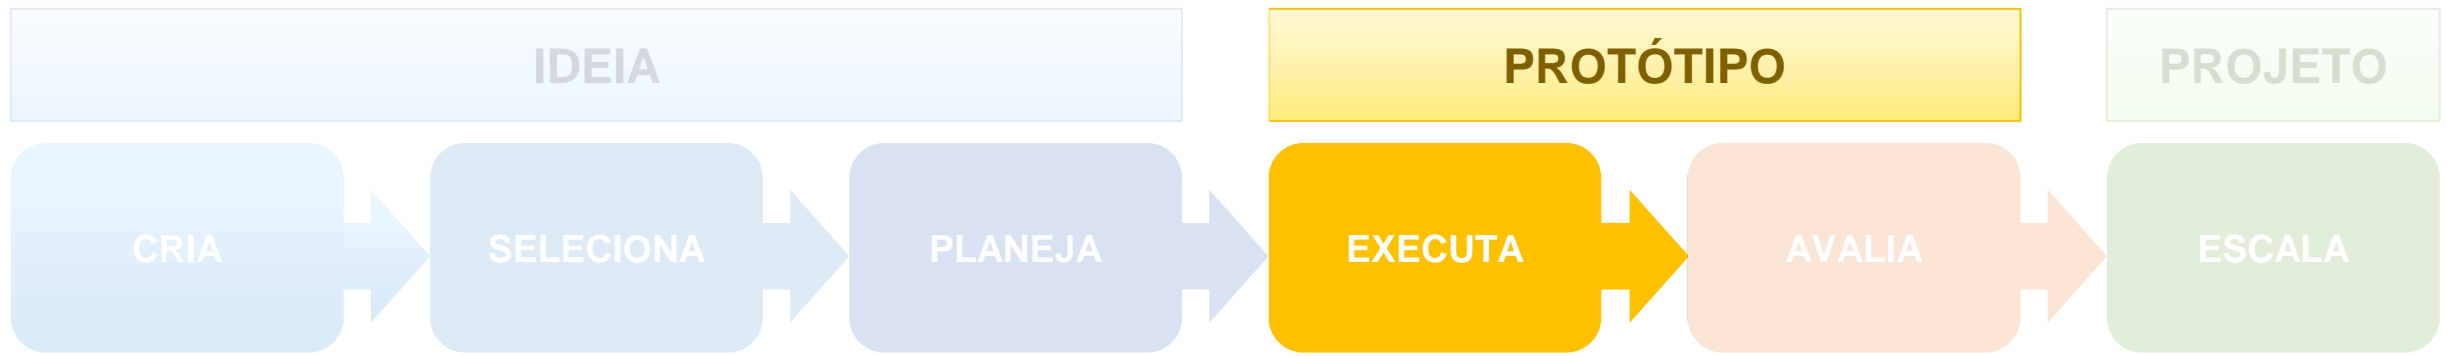 IDEIA
PROTÓTIPO
PROJETO
CRIA
SELECIONA
PLANEJA
EXECUTA
AVALIA
ESCALA